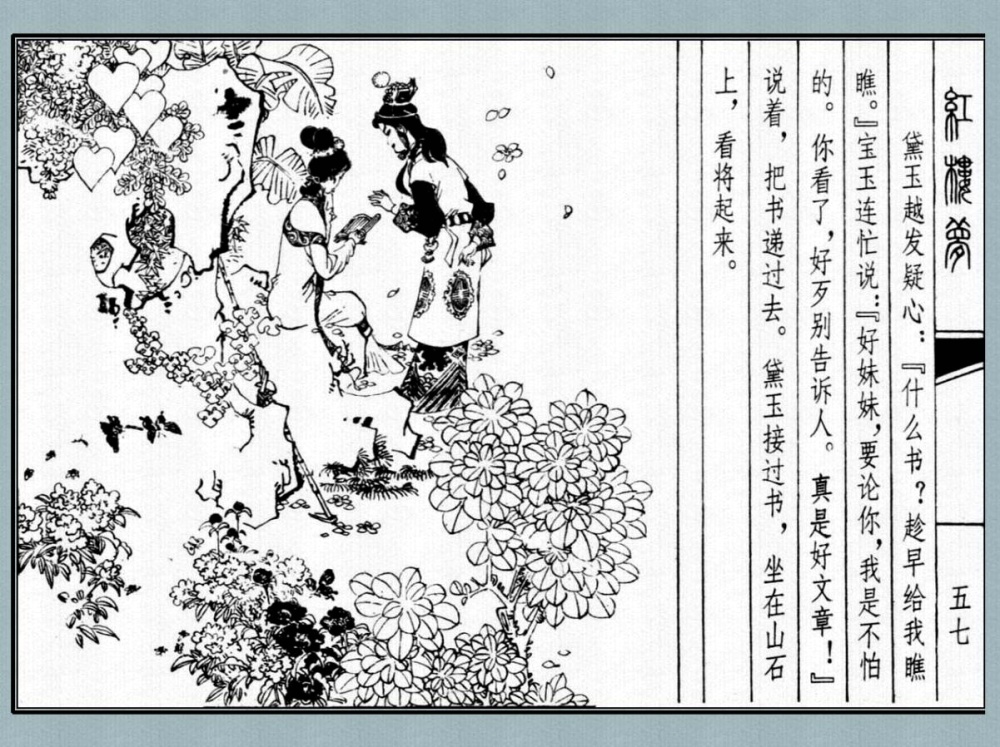 紅樓夢
五七
黛玉越发疑心：『什么书？趁早给我瞧
瞧。』宝玉连忙说：『好妹妹，要论你，我是不怕
的。你看了，好歹别告诉人。真是好文章！』
说着，把书递过去。黛玉接过书，坐在山石
上，看将起来。